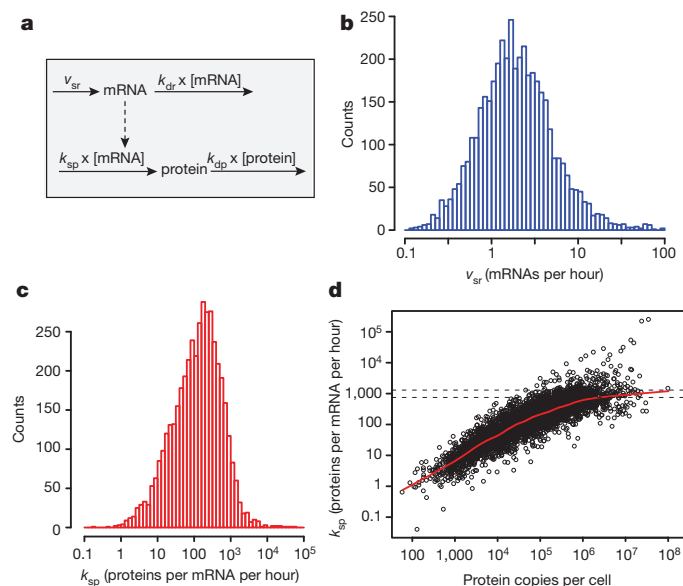 a
v_sr mRNA k_dr x [mRNA]
k_sp x [mRNA] protein k_dp x [protein]
b
250
200
150
100
50
0
Counts
0.1 1 10 100
v_sr (mRNAs per hour)
c
250
200
150
100
50
0
Counts
0.1 1 10 100 10³ 10⁴ 10⁵
k_sp (proteins per mRNA per hour)
d
10⁵
10⁴
1,000
100
10
1
0.1
k_sp (proteins per mRNA per hour)
100 1,000 10⁴ 10⁵ 10⁶ 10⁷ 10⁸
Protein copies per cell